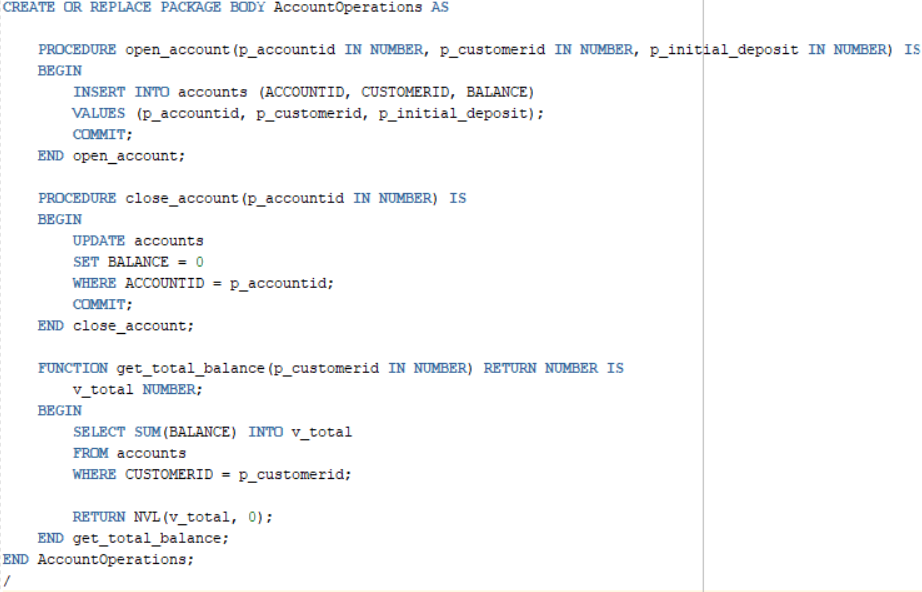 CREATE OR REPLACE PACKAGE BODY AccountOperations AS
PROCEDURE open_account(p_accountid IN NUMBER, p_customerid IN NUMBER, p_initial_deposit IN NUMBER) IS
BEGIN
INSERT INTO accounts (ACCOUNTID, CUSTOMERID, BALANCE)
VALUES (p_accountid, p_customerid, p_initial_deposit);
COMMIT;
END open_account;
PROCEDURE close_account(p_accountid IN NUMBER) IS
BEGIN
UPDATE accounts
SET BALANCE = 0
WHERE ACCOUNTID = p_accountid;
COMMIT;
END close_account;
FUNCTION get_total_balance(p_customerid IN NUMBER) RETURN NUMBER IS
v_total NUMBER;
BEGIN
SELECT SUM(BALANCE) INTO v_total
FROM accounts
WHERE CUSTOMERID = p_customerid;
RETURN NVL(v_total, 0);
END get_total_balance;
END AccountOperations;
/